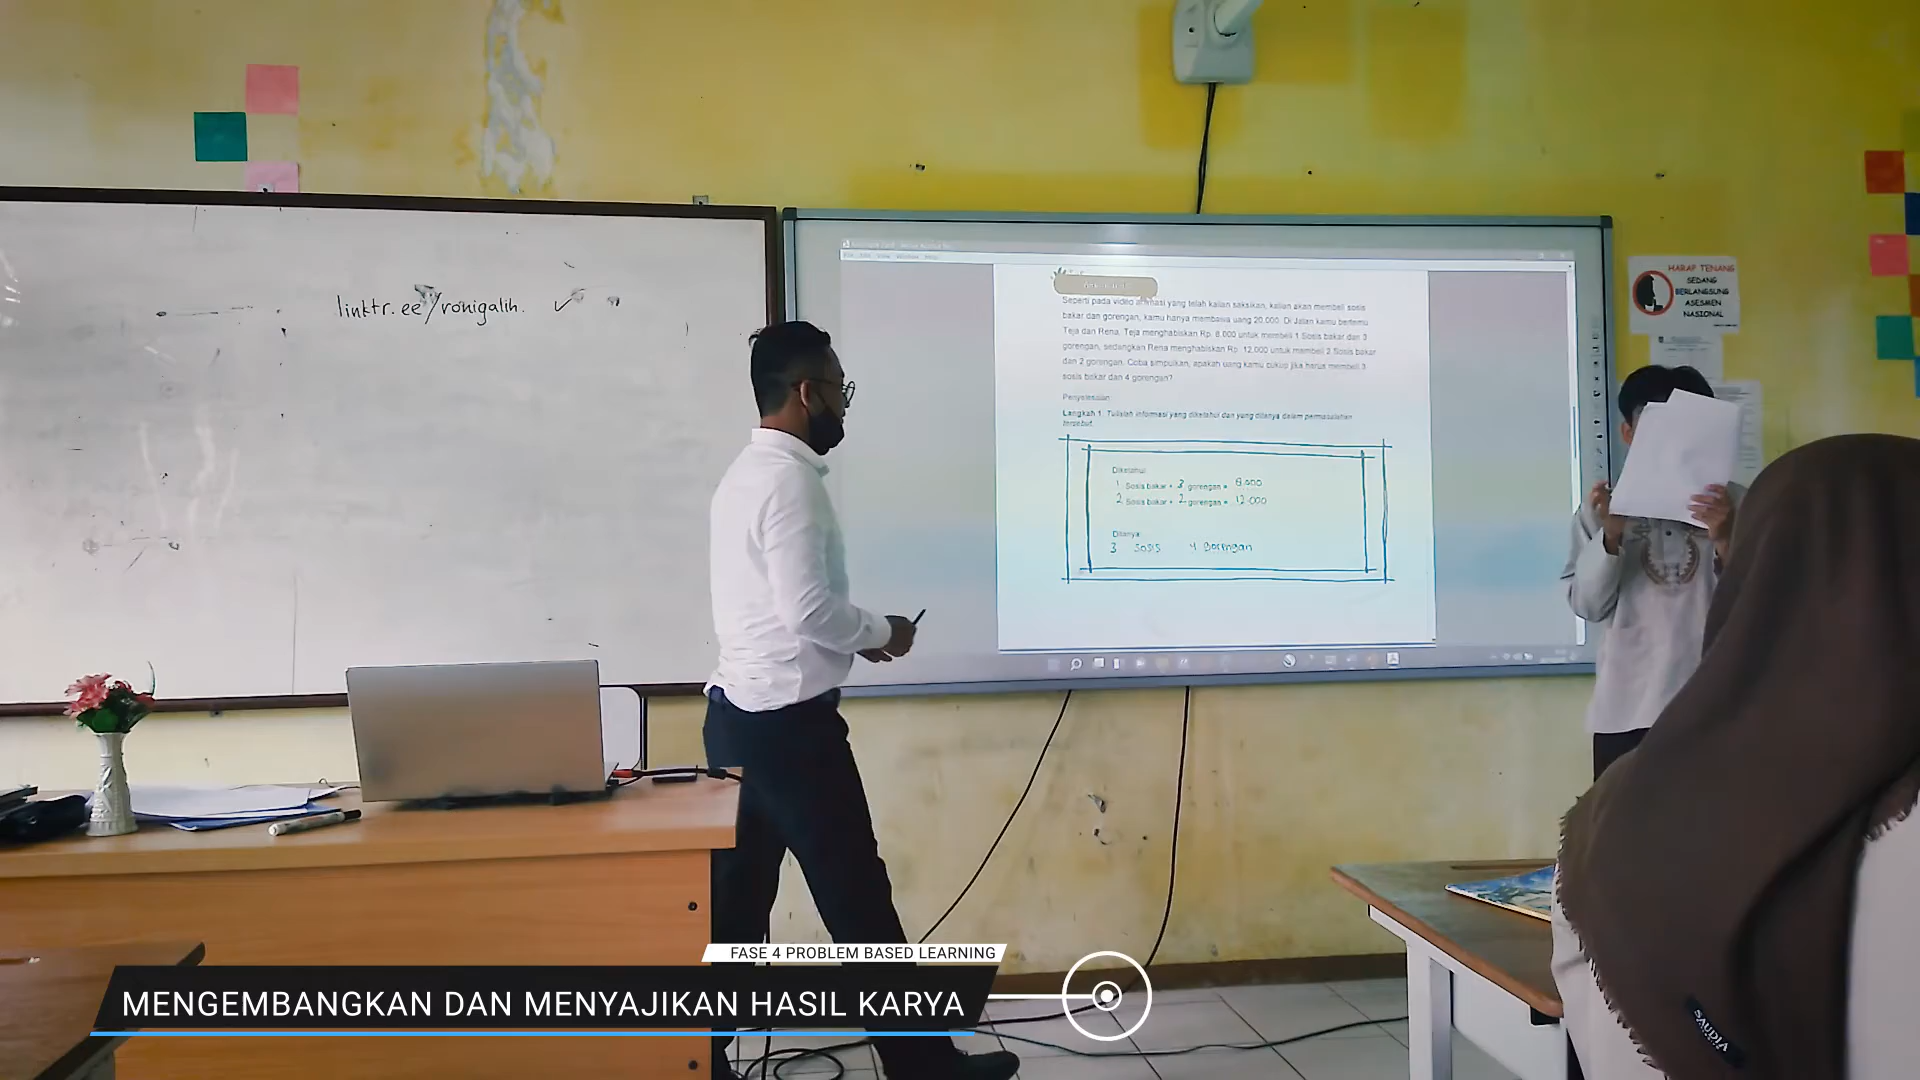 linktr.ee/ronigalih.
Seperti pada video animasi yang telah kalian saksikan, kalian akan membeli sosis
bakar dan gorengan, kamu hanya membawa uang 20.000. Di Jalan kamu bertemu
Teja dan Rena. Teja menghabiskan Rp. 8.000 untuk membeli 1 Sosis bakar dan 3
gorengan, sedangkan Rena menghabiskan Rp. 12.000 untuk membeli 2 Sosis bakar
dan 2 gorengan. Coba simpulkan, apakah uang kamu cukup jika harus membeli 3
sosis bakar dan 4 gorengan?
Penyelesaian
Langkah 1. Tulislah informasi yang diketahui dan yang ditanya dalam permasalahan
tersebut.
Diketahui
1 Sosis bakar + 3 gorengan = 8.000
2 Sosis bakar + 2 gorengan = 12.000
Ditanya
3 Sosis 4 Gorengan
HARAP TENANG
SEDANG
BERLANGSUNG
ASESMEN
NASIONAL
SAUDIA
FASE 4 PROBLEM BASED LEARNING
MENGEMBANGKAN DAN MENYAJIKAN HASIL KARYA